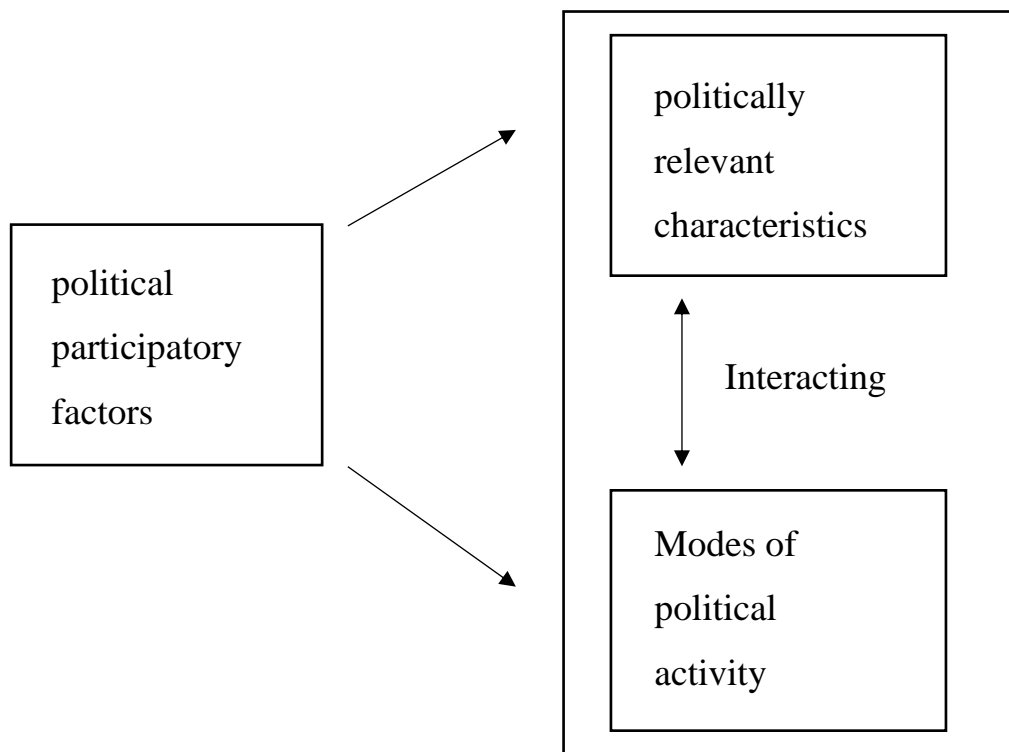 political
participatory
factors
politically
relevant
characteristics
Interacting
Modes of
political
activity